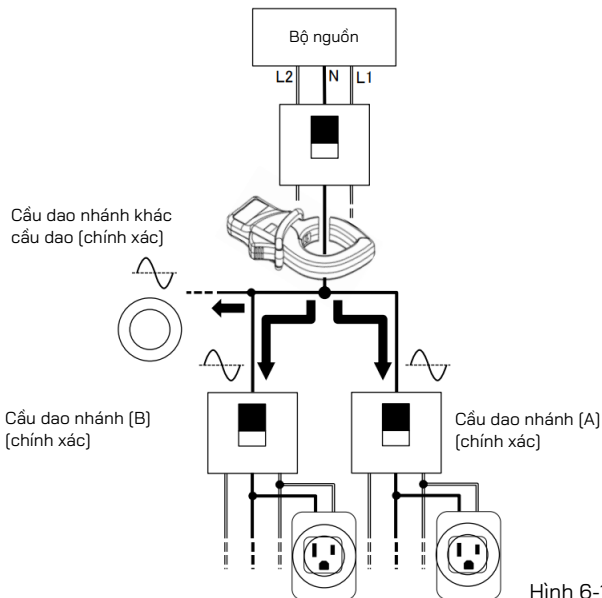 Bộ nguồn
L2
N
L1
Cầu dao nhánh khác
cầu dao (chính xác)
Cầu dao nhánh (B)
(chính xác)
Cầu dao nhánh (A)
(chính xác)